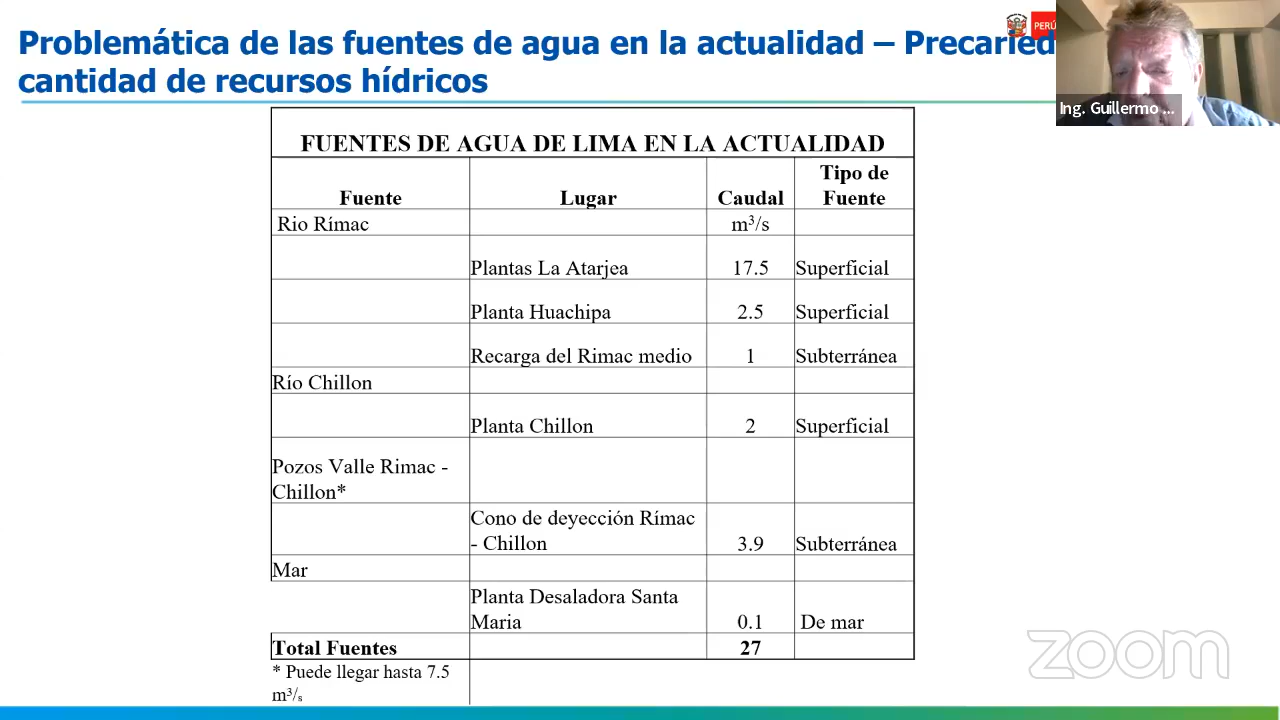 Problemática de las fuentes de agua en la actualidad – Precaried
cantidad de recursos hídricos
PERÚ
Ing. Guillermo ...
FUENTES DE AGUA DE LIMA EN LA ACTUALIDAD
Fuente Lugar Caudal Tipo de Fuente
Rio Rímac m³/s
Plantas La Atarjea 17.5 Superficial
Planta Huachipa 2.5 Superficial
Recarga del Rimac medio 1 Subterránea
Río Chillon
Planta Chillon 2 Superficial
Pozos Valle Rimac -
Chillon*
Cono de deyección Rímac
- Chillon 3.9 Subterránea
Mar
Planta Desaladora Santa
Maria 0.1 De mar
Total Fuentes 27
* Puede llegar hasta 7.5
m³/s
zoom